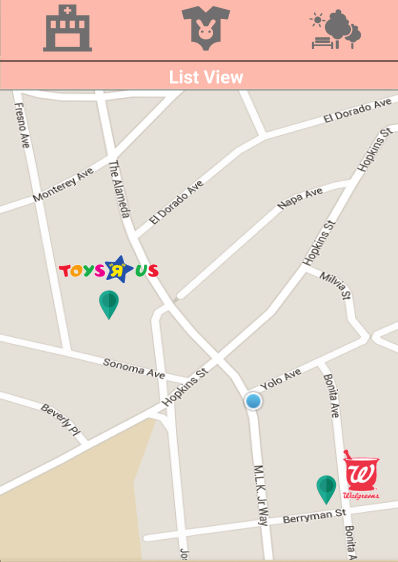 List View
Fresno Ave
El Dorado Ave
Hopkins St
Monterey Ave
The Alameda
El Dorado Ave
Napa Ave
Hopkins St
TOYS R US
Milvia St
Sonoma Ave
Hopkins St
Yolo Ave
Bonita Ave
Beverly Pl
M.L.K. Jr Way
Walgreens
Berryman St
Jo
Bonita A